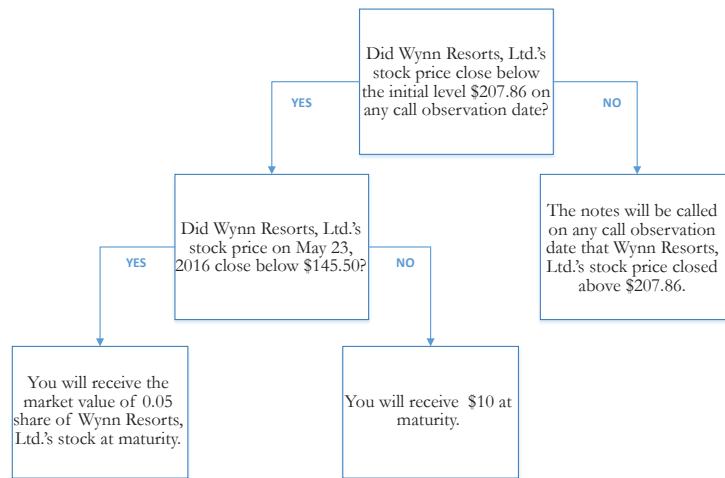 Did Wynn Resorts, Ltd.'s
stock price close below
the initial level $207.86 on
any call observation date?
YES
NO
Did Wynn Resorts, Ltd.'s
stock price on May 23,
2016 close below $145.50?
The notes will be called
on any call observation
date that Wynn Resorts,
Ltd.'s stock price closed
above $207.86.
YES
NO
You will receive the
market value of 0.05
share of Wynn Resorts,
Ltd.'s stock at maturity.
You will receive $10 at
maturity.